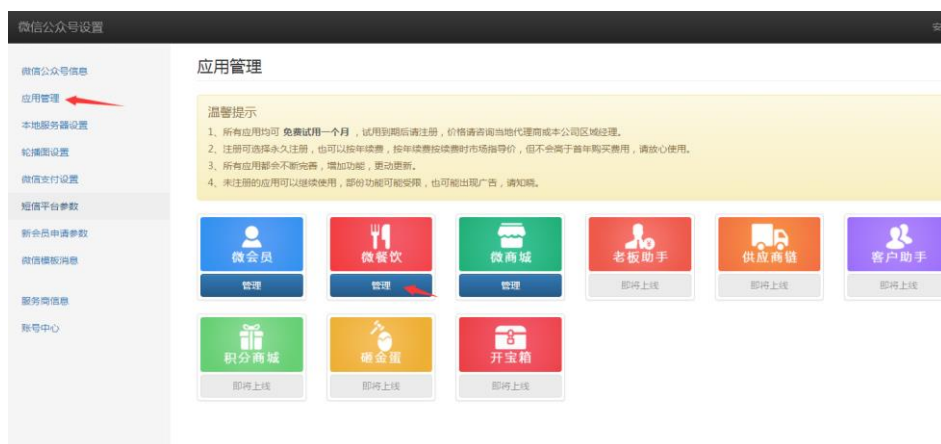 微信公众号设置
安
微信公众号信息
应用管理
本地服务器设置
轮播图设置
微信支付设置
短信平台参数
新会员申请参数
微信模板消息
服务商信息
账号中心
应用管理
温馨提示
1、所有应用均可 免费试用一个月 ，试用到期后请注册，价格请咨询当地代理商或本公司区域经理。
2、注册可选择永久注册，也可以按年续费，按年续费按续费时市场指导价，但不会高于首年购买费用，请放心使用。
3、所有应用都会不断完善，增加功能，更动更新。
4、未注册的应用可以继续使用，部份功能可能受限，也可能出现广告，请知晓。
微会员
微餐饮
微商城
老板助手
供应商链
客户助手
管理
管理
管理
即将上线
即将上线
即将上线
积分商城
砸金蛋
开宝箱
即将上线
即将上线
即将上线